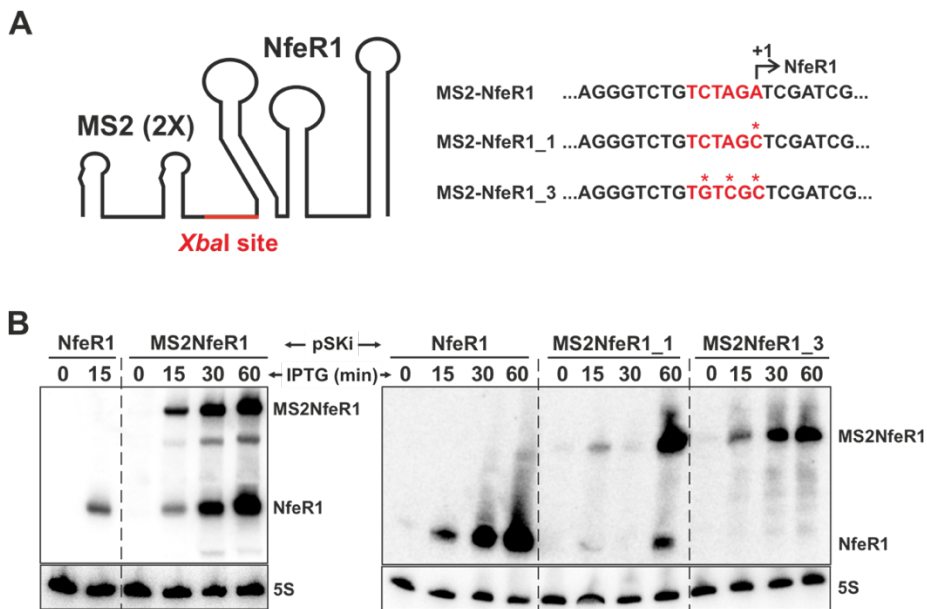 A
NfeR1
MS2 (2X)
XbaI site
+1
NfeR1
MS2-NfeR1 ...AGGGTCTGTCTAGATCGATCG...
*
MS2-NfeR1_1 ...AGGGTCTGTCTAGCTCGATCG...
* * *
MS2-NfeR1_3 ...AGGGTCTGTGTCGCTCGATCG...
B
NfeR1 MS2NfeR1 ← pSKi → NfeR1 MS2NfeR1_1 MS2NfeR1_3
0 15 0 15 30 60 ← IPTG (min) → 0 15 30 60 0 15 30 60 0 15 30 60
MS2NfeR1
MS2NfeR1
NfeR1
NfeR1
5S
5S